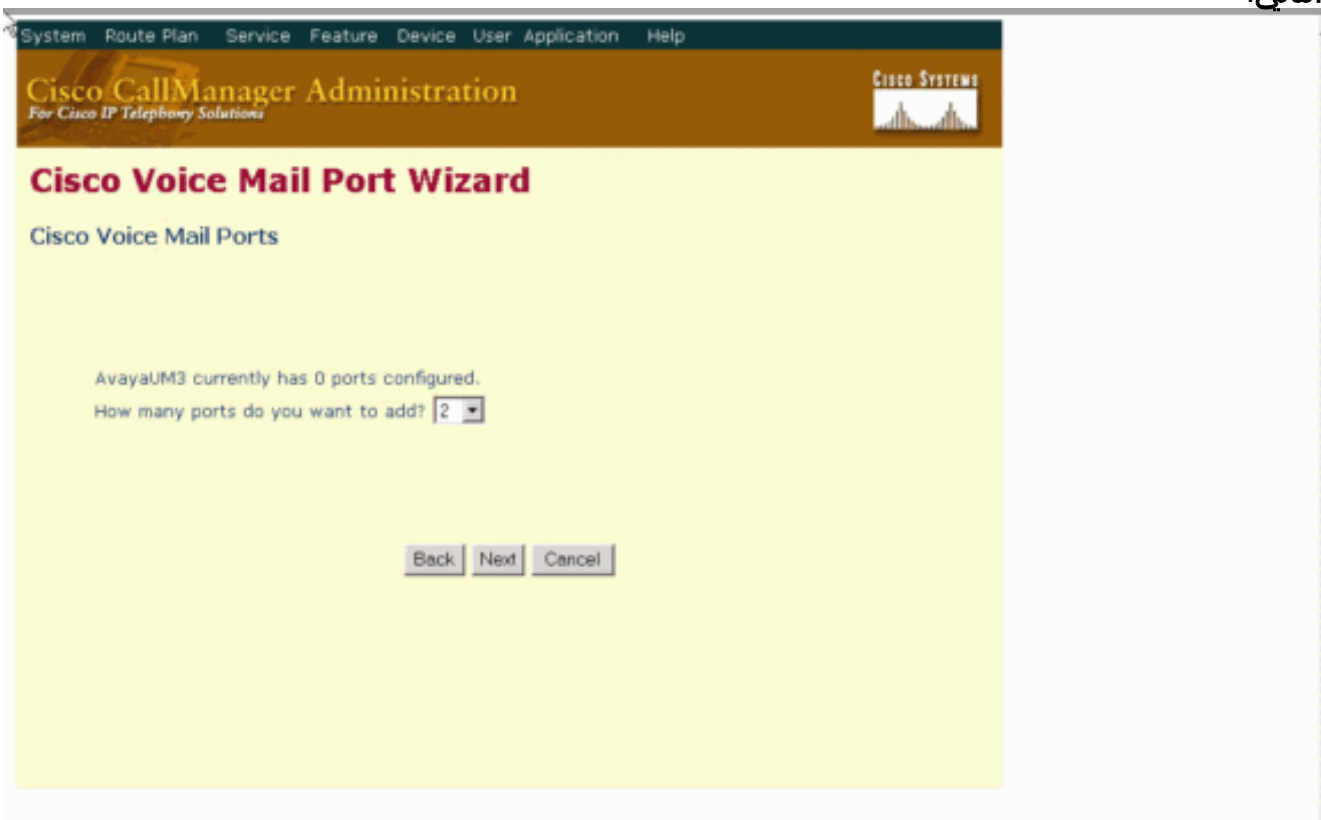 System Route Plan Service Feature Device User Application Help
Cisco CallManager Administration
For Cisco IP Telephony Solutions
CISCO SYSTEMS
Cisco Voice Mail Port Wizard
Cisco Voice Mail Ports
AvayaUM3 currently has 0 ports configured.
How many ports do you want to add? 2
Back Next Cancel